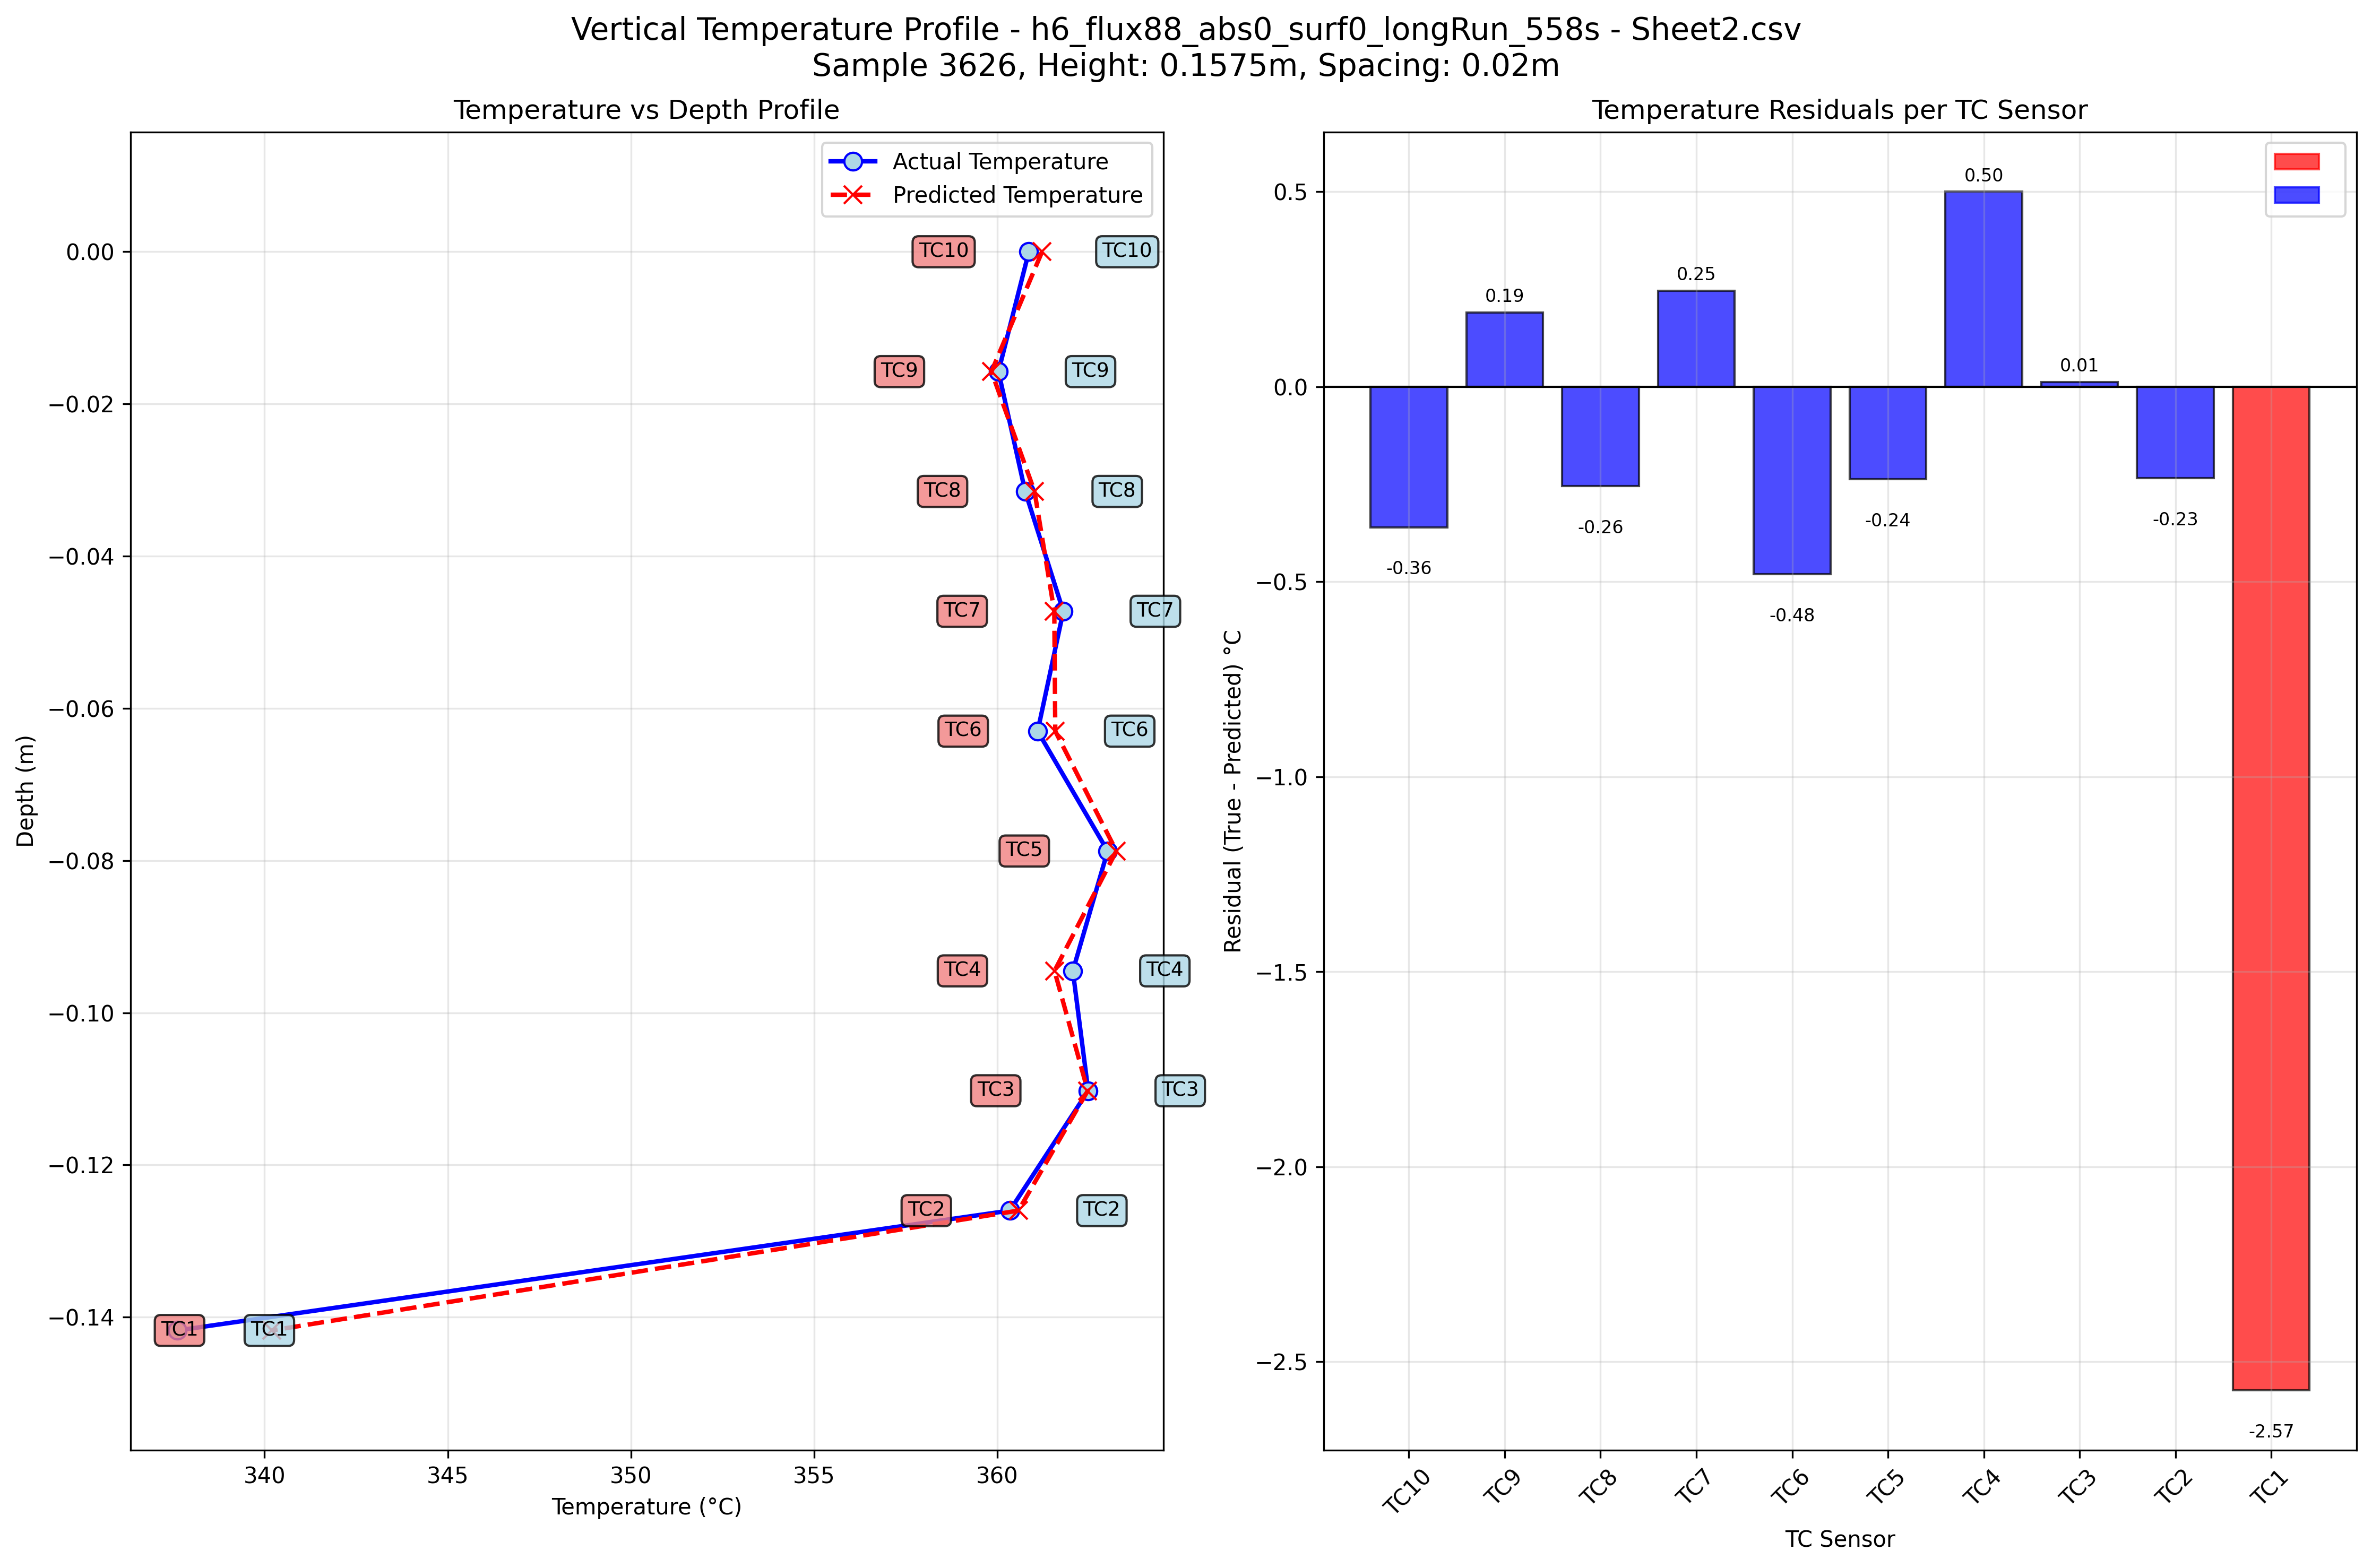 Vertical Temperature Profile - h6_flux88_abs0_surf0_longRun_558s - Sheet2.csv
Sample 3626, Height: 0.1575m, Spacing: 0.02m
Temperature vs Depth Profile
Actual Temperature
Predicted Temperature
TC10 TC10
TC9 TC9
TC8 TC8
TC7 TC7
TC6 TC6
TC5
TC4 TC4
TC3 TC3
TC2 TC2
TC1 TC1
0.00
−0.02
−0.04
−0.06
−0.08
−0.10
−0.12
−0.14
Depth (m)
340 345 350 355 360
Temperature (°C)
Temperature Residuals per TC Sensor
0.5
0.0
−0.5
−1.0
−1.5
−2.0
−2.5
Residual (True - Predicted) °C
-0.36
0.19
-0.26
0.25
-0.48
-0.24
0.50
0.01
-0.23
-2.57
TC10 TC9 TC8 TC7 TC6 TC5 TC4 TC3 TC2 TC1
TC Sensor